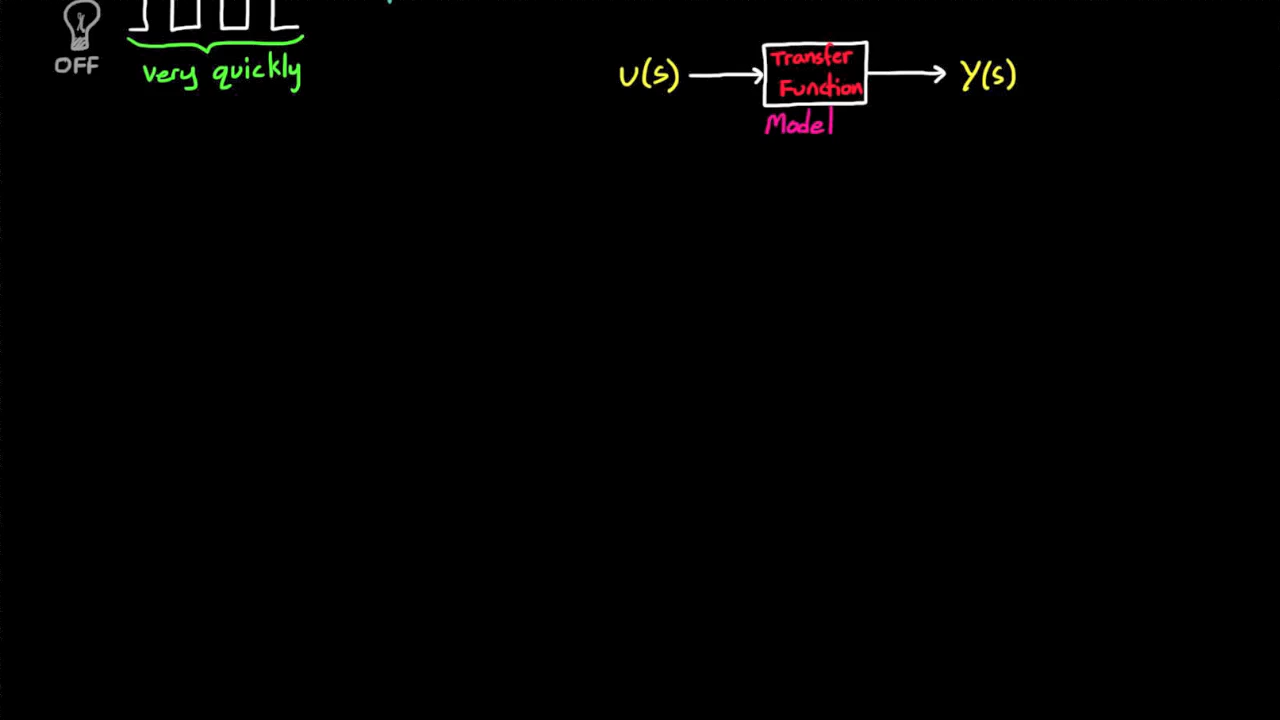 OFF
very quickly
U(s)
Transfer
Function
Y(s)
Model